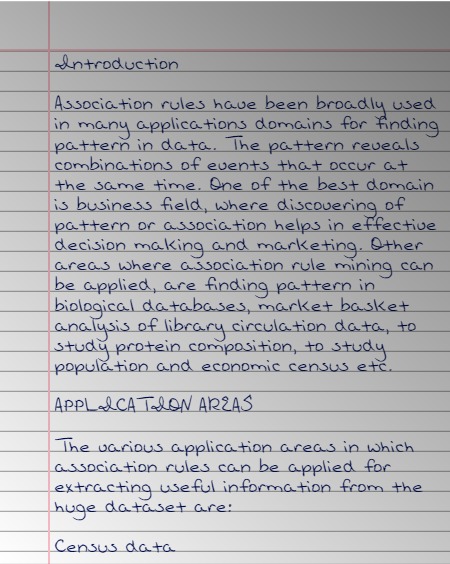 Introduction
Association rules have been broadly used
in many applications domains for finding
pattern in data. The pattern reveals
combinations of events that occur at
the same time. One of the best domain
is business field, where discovering of
pattern or association helps in effective
decision making and marketing. Other
areas where association rule mining can
be applied, are finding pattern in
biological databases, market basket
analysis of library circulation data, to
study protein composition, to study
population and economic census etc.
APPLICATION AREAS
The various application areas in which
association rules can be applied for
extracting useful information from the
huge dataset are:
Census data